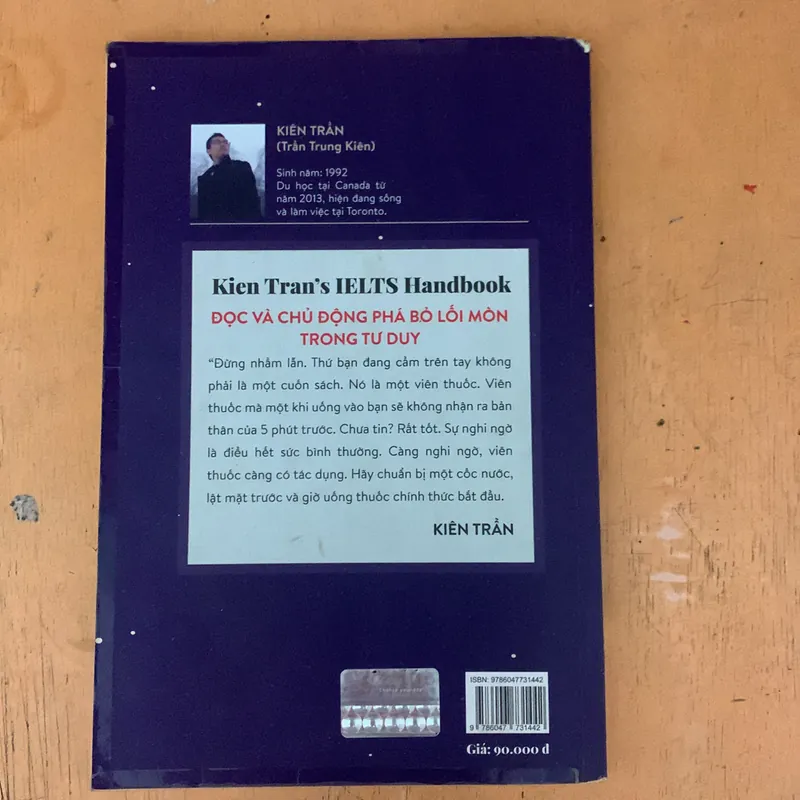 KIÊN TRẦN
(Trần Trung Kiên)
Sinh năm: 1992
Du học tại Canada từ
năm 2013, hiện đang sống
và làm việc tại Toronto.
Kien Tran's IELTS Handbook
ĐỌC VÀ CHỦ ĐỘNG PHÁ BỎ LỐI MÒN
TRONG TƯ DUY
"Đừng nhầm lẫn. Thứ bạn đang cầm trên tay không
phải là một cuốn sách. Nó là một viên thuốc. Viên
thuốc mà một khi uống vào bạn sẽ không nhận ra bản
thân của 5 phút trước. Chưa tin? Rất tốt. Sự nghi ngờ
là điều hết sức bình thường. Càng nghi ngờ, viên
thuốc càng có tác dụng. Hãy chuẩn bị một cốc nước,
lật mặt trước và giờ uống thuốc chính thức bắt đầu.
KIÊN TRẦN
ISBN: 9786047731442
9 786047 731442
Giá: 90.000 đ